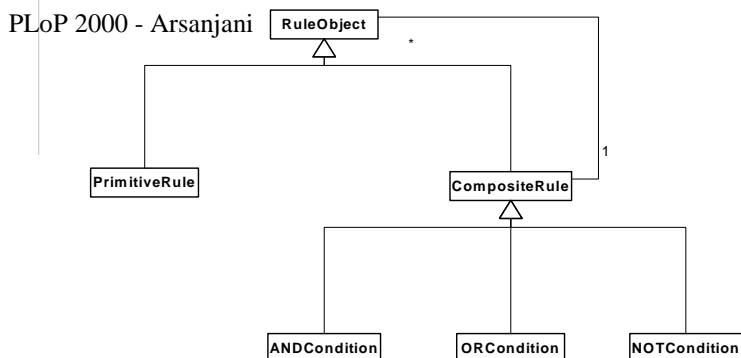 PLoP 2000 - Arsanjani
RuleObject
*
1
PrimitiveRule
CompositeRule
ANDCondition
ORCondition
NOTCondition